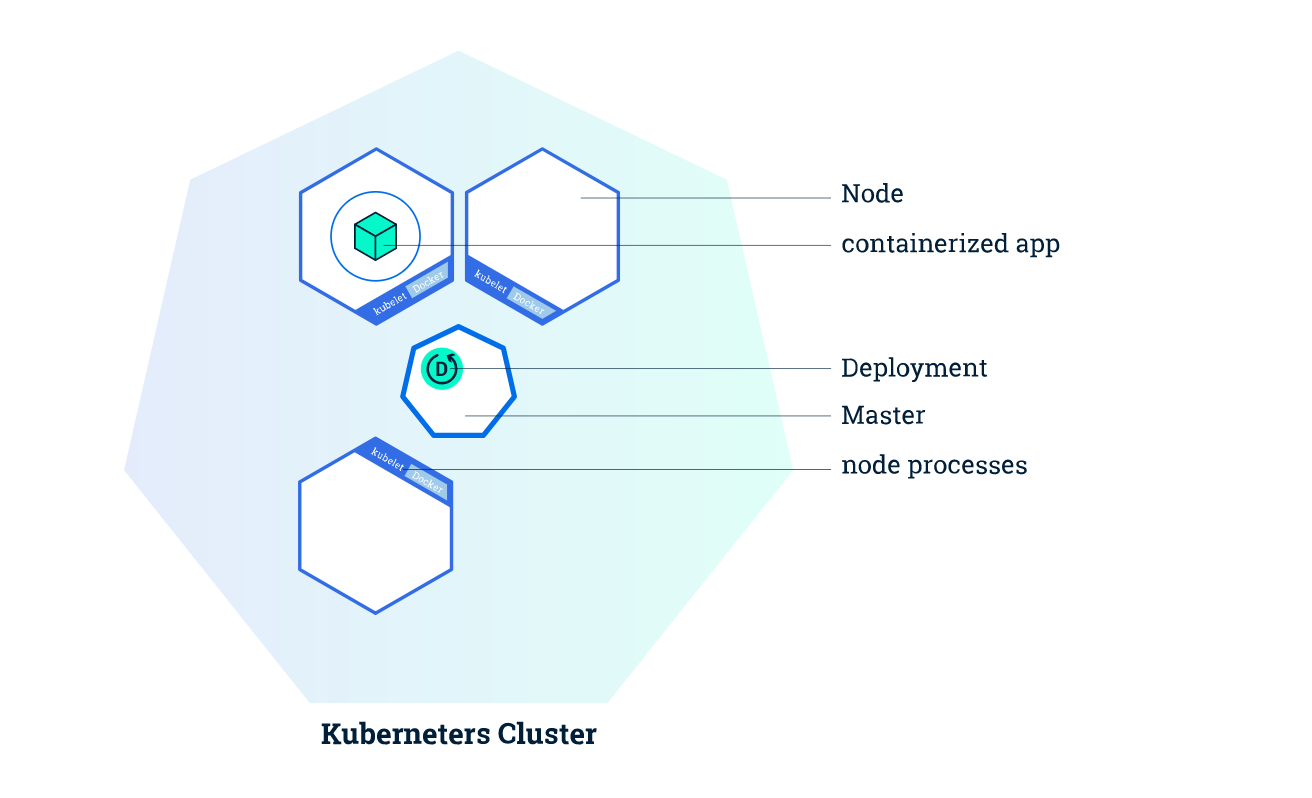 Node
containerized app
kubelet Docker
kubelet Docker
D
Deployment
Master
kubelet Docker
node processes
Kuberneters Cluster